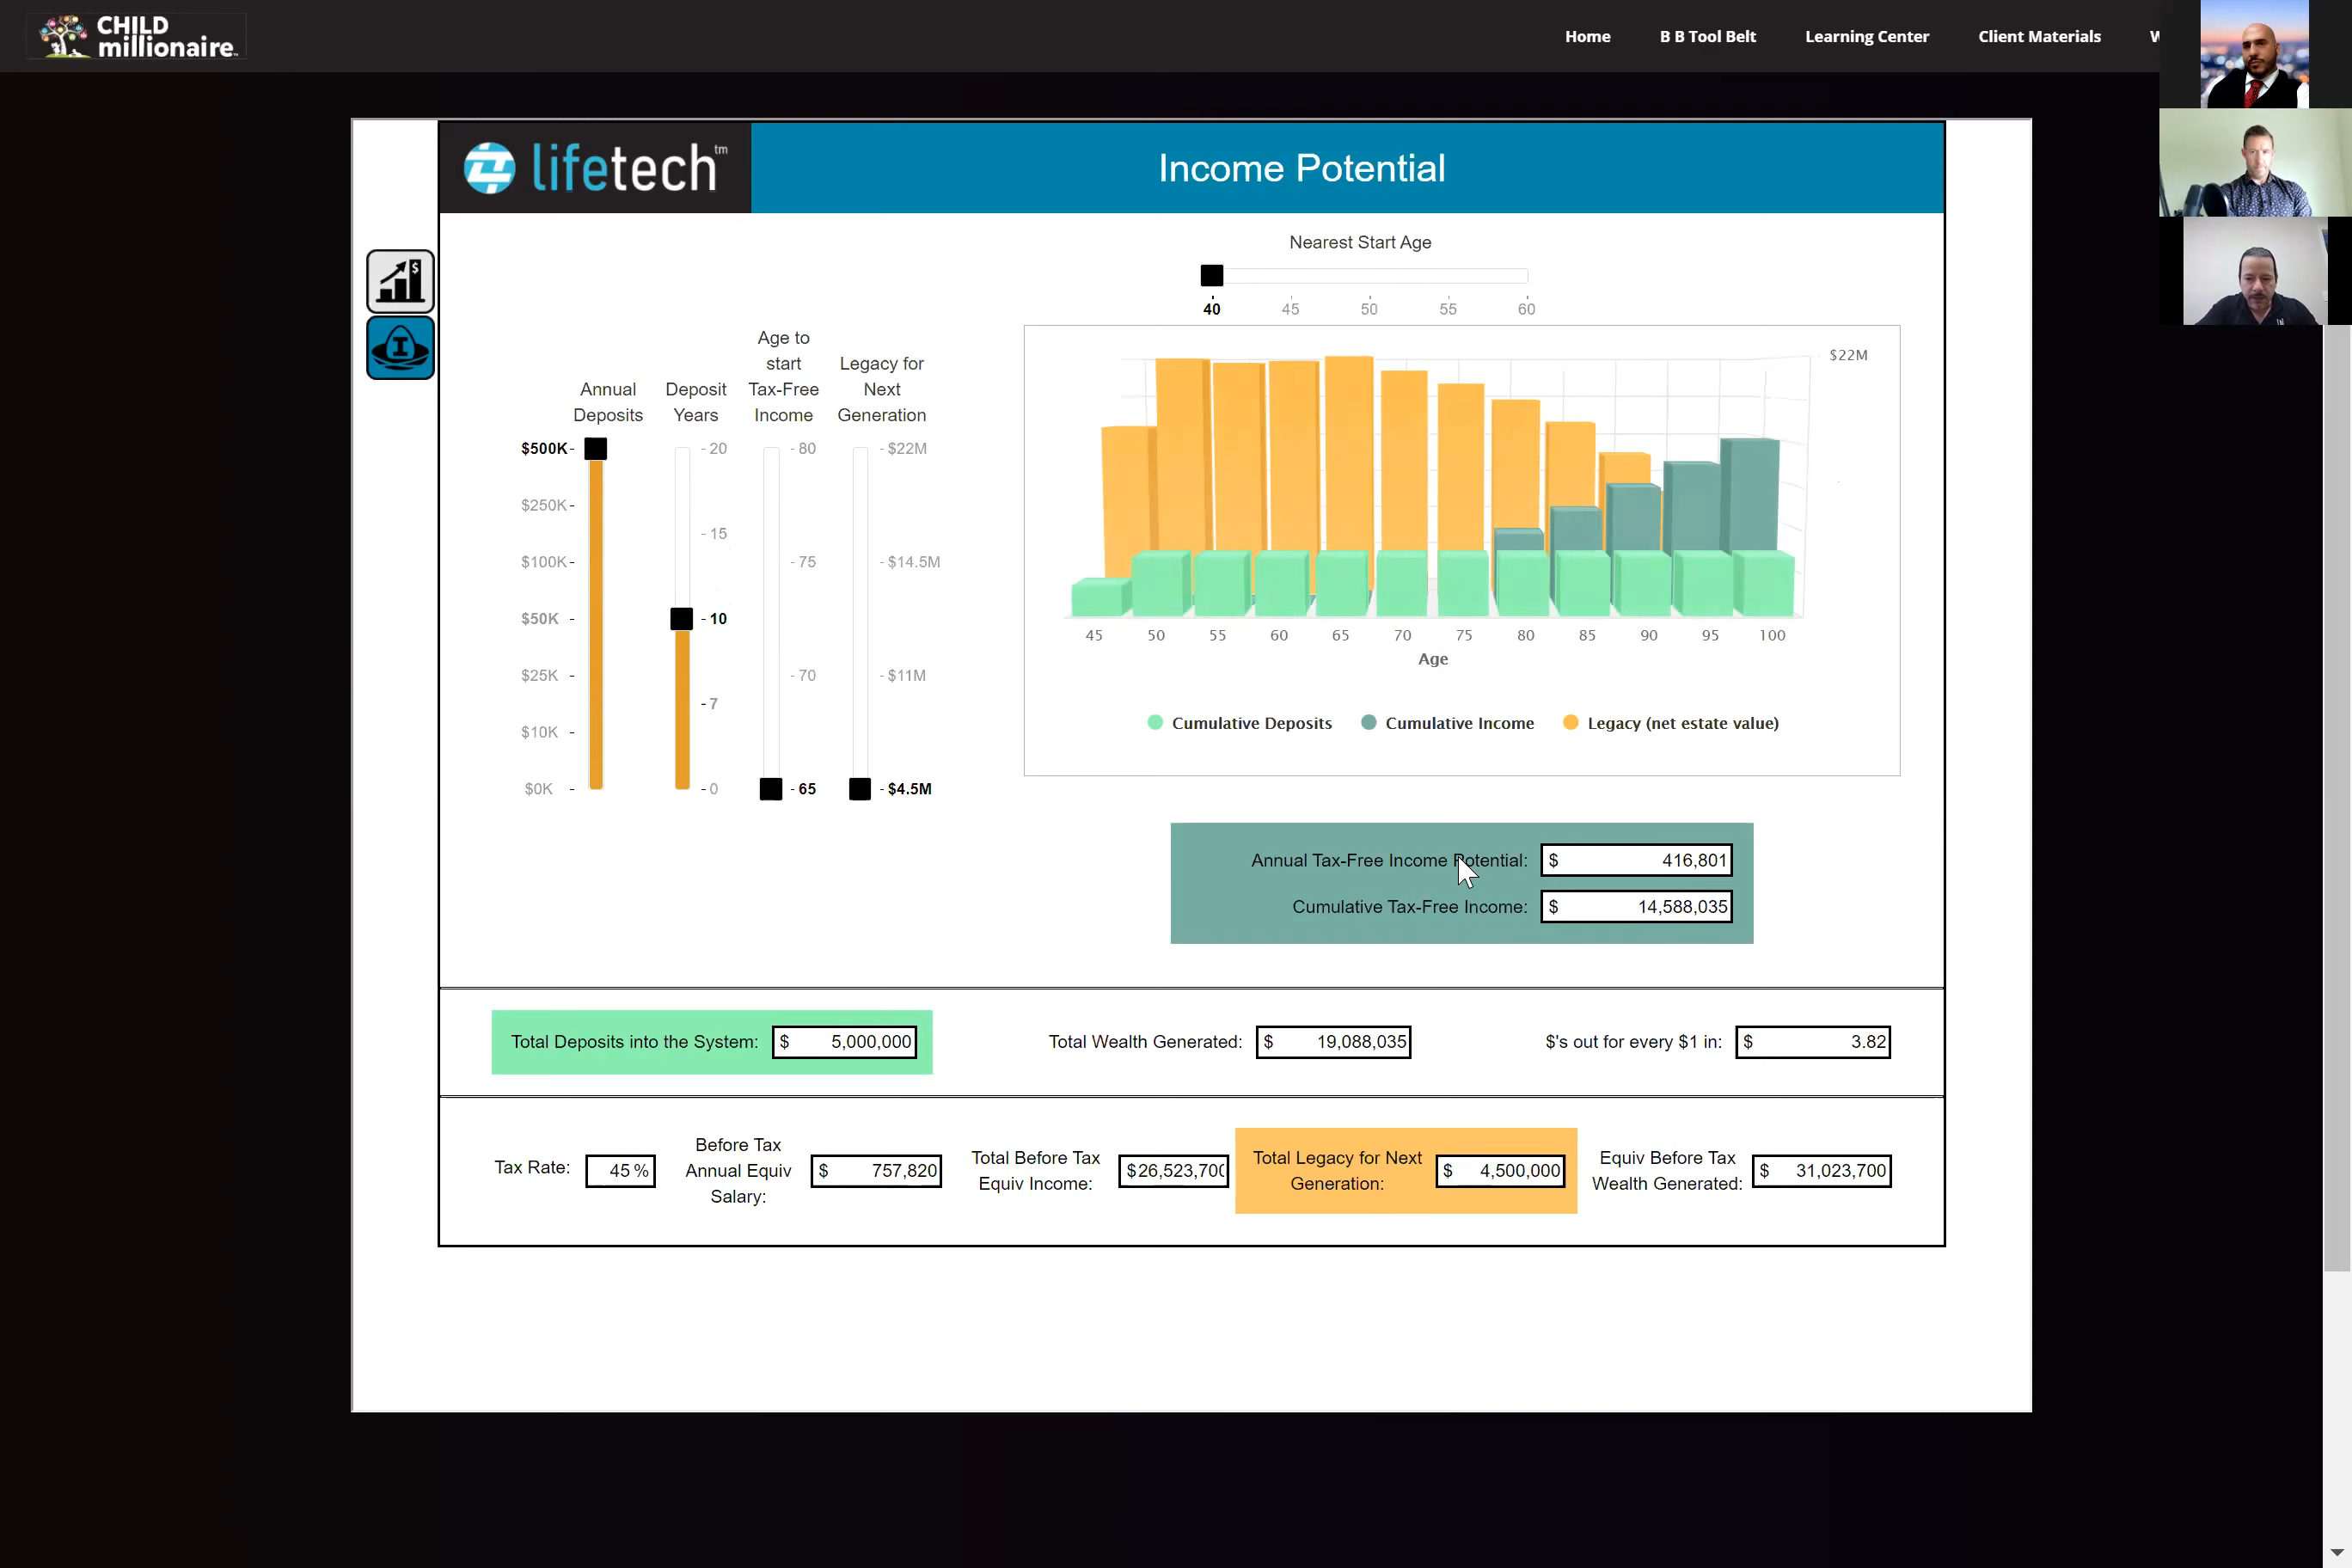 CHILD
millionaire
Home
B B Tool Belt
Learning Center
Client Materials
lifetech™
Income Potential
Nearest Start Age
40 45 50 55 60
Annual Deposits
Deposit Years
Age to start Tax-Free Income
Legacy for Next Generation
$500K
$250K
$100K
$50K
$25K
$10K
$0K
20
15
10
7
0
80
75
70
65
$22M
$14.5M
$11M
$4.5M
$22M
45 50 55 60 65 70 75 80 85 90 95 100
Age
Cumulative Deposits
Cumulative Income
Legacy (net estate value)
Annual Tax-Free Income Potential: $ 416,801
Cumulative Tax-Free Income: $ 14,588,035
Total Deposits into the System: $ 5,000,000
Total Wealth Generated: $ 19,088,035
$'s out for every $1 in: $ 3.82
Tax Rate: 45 %
Before Tax
Annual Equiv
Salary:
$ 757,820
Total Before Tax
Equiv Income:
$26,523,700
Total Legacy for Next
Generation:
$ 4,500,000
Equiv Before Tax
Wealth Generated:
$ 31,023,700